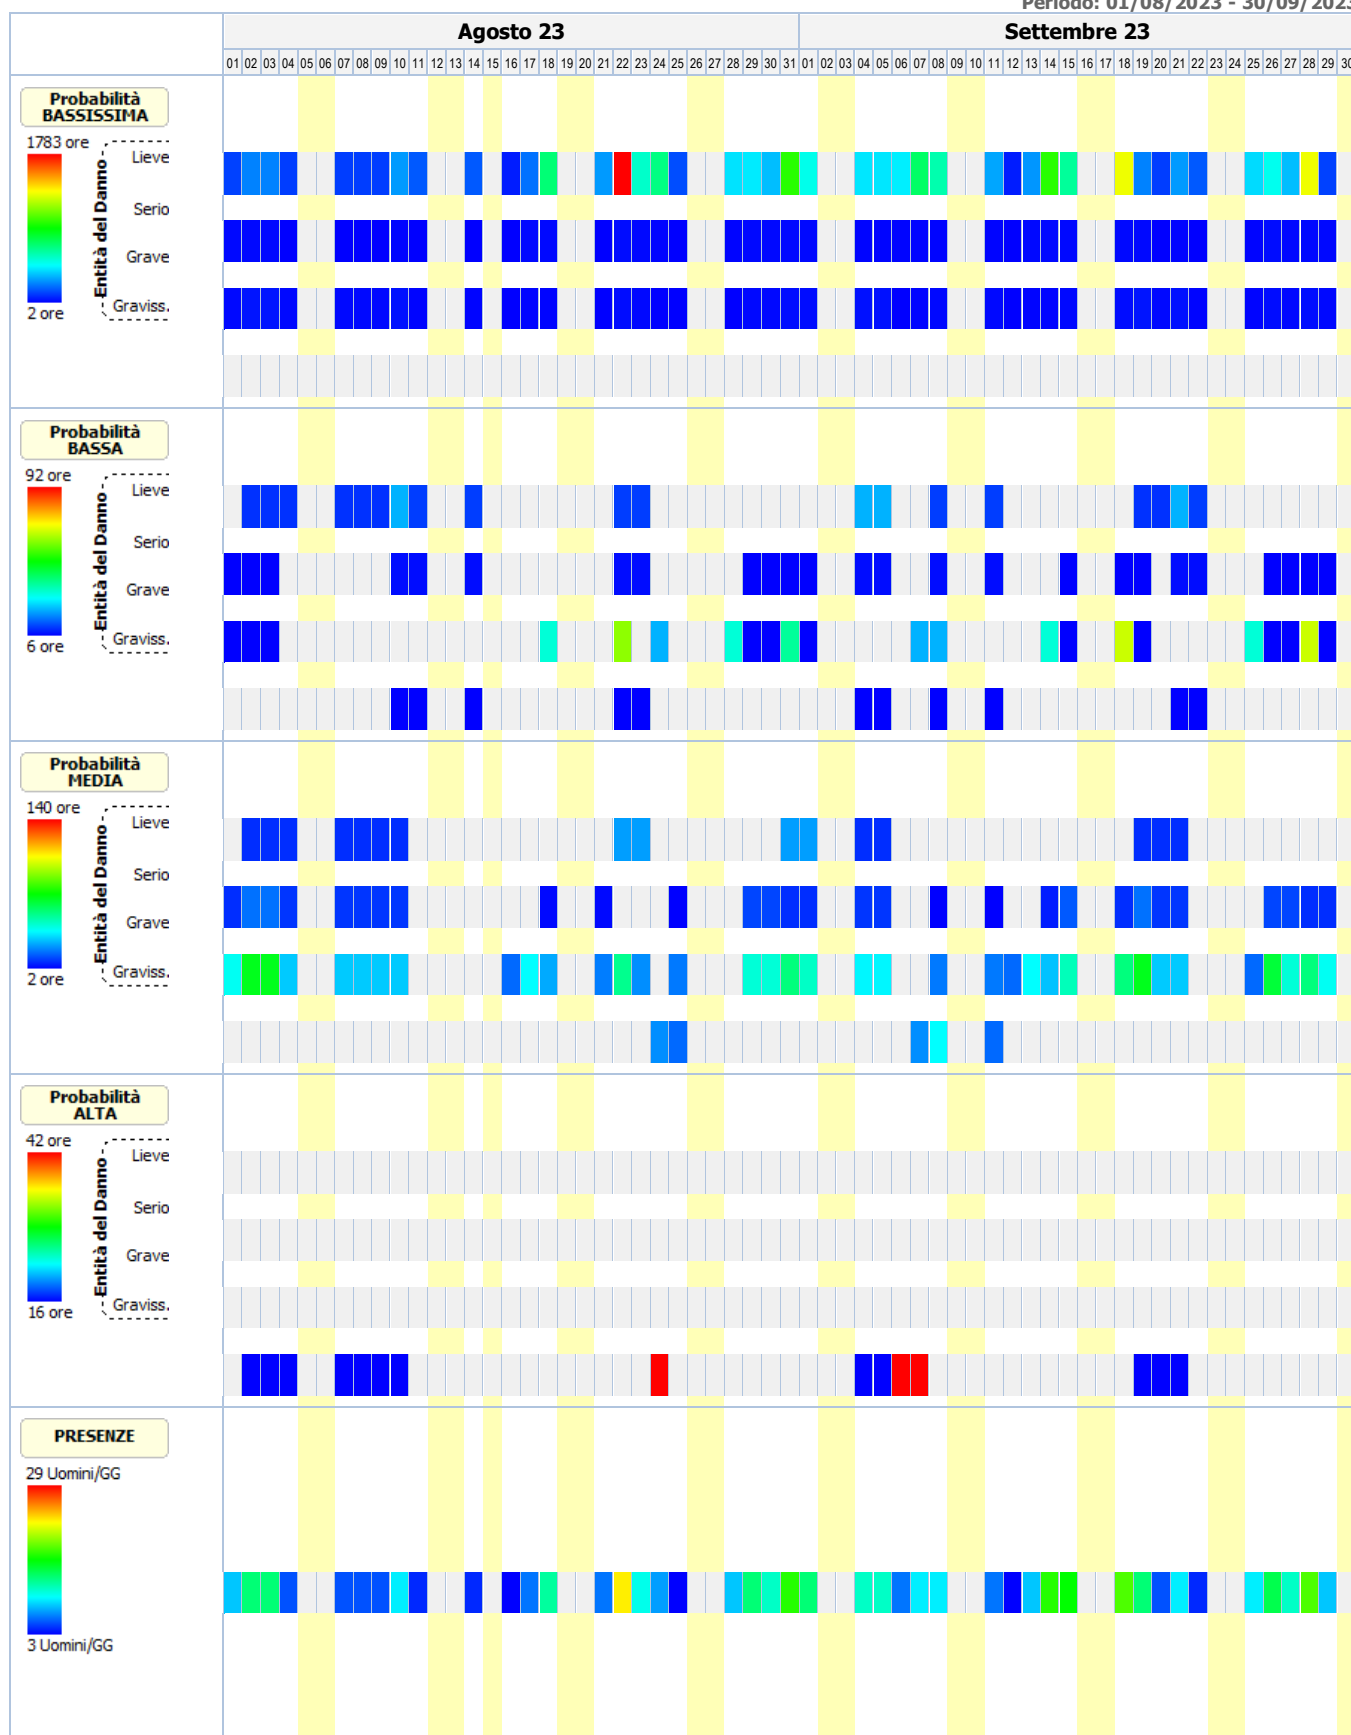 Periodo: 01/08/2023 - 30/09/2023
Agosto 23 Settembre 23
01 02 03 04 05 06 07 08 09 10 11 12 13 14 15 16 17 18 19 20 21 22 23 24 25 26 27 28 29 30 31 01 02 03 04 05 06 07 08 09 10 11 12 13 14 15 16 17 18 19 20 21 22 23 24 25 26 27 28 29 30
Probabilità
BASSISSIMA
1783 ore
Entità del Danno
Lieve
Serio
Grave
Graviss.
2 ore
Probabilità
BASSA
92 ore
Entità del Danno
Lieve
Serio
Grave
Graviss.
6 ore
Probabilità
MEDIA
140 ore
Entità del Danno
Lieve
Serio
Grave
Graviss.
2 ore
Probabilità
ALTA
42 ore
Entità del Danno
Lieve
Serio
Grave
Graviss.
16 ore
PRESENZE
29 Uomini/GG
3 Uomini/GG